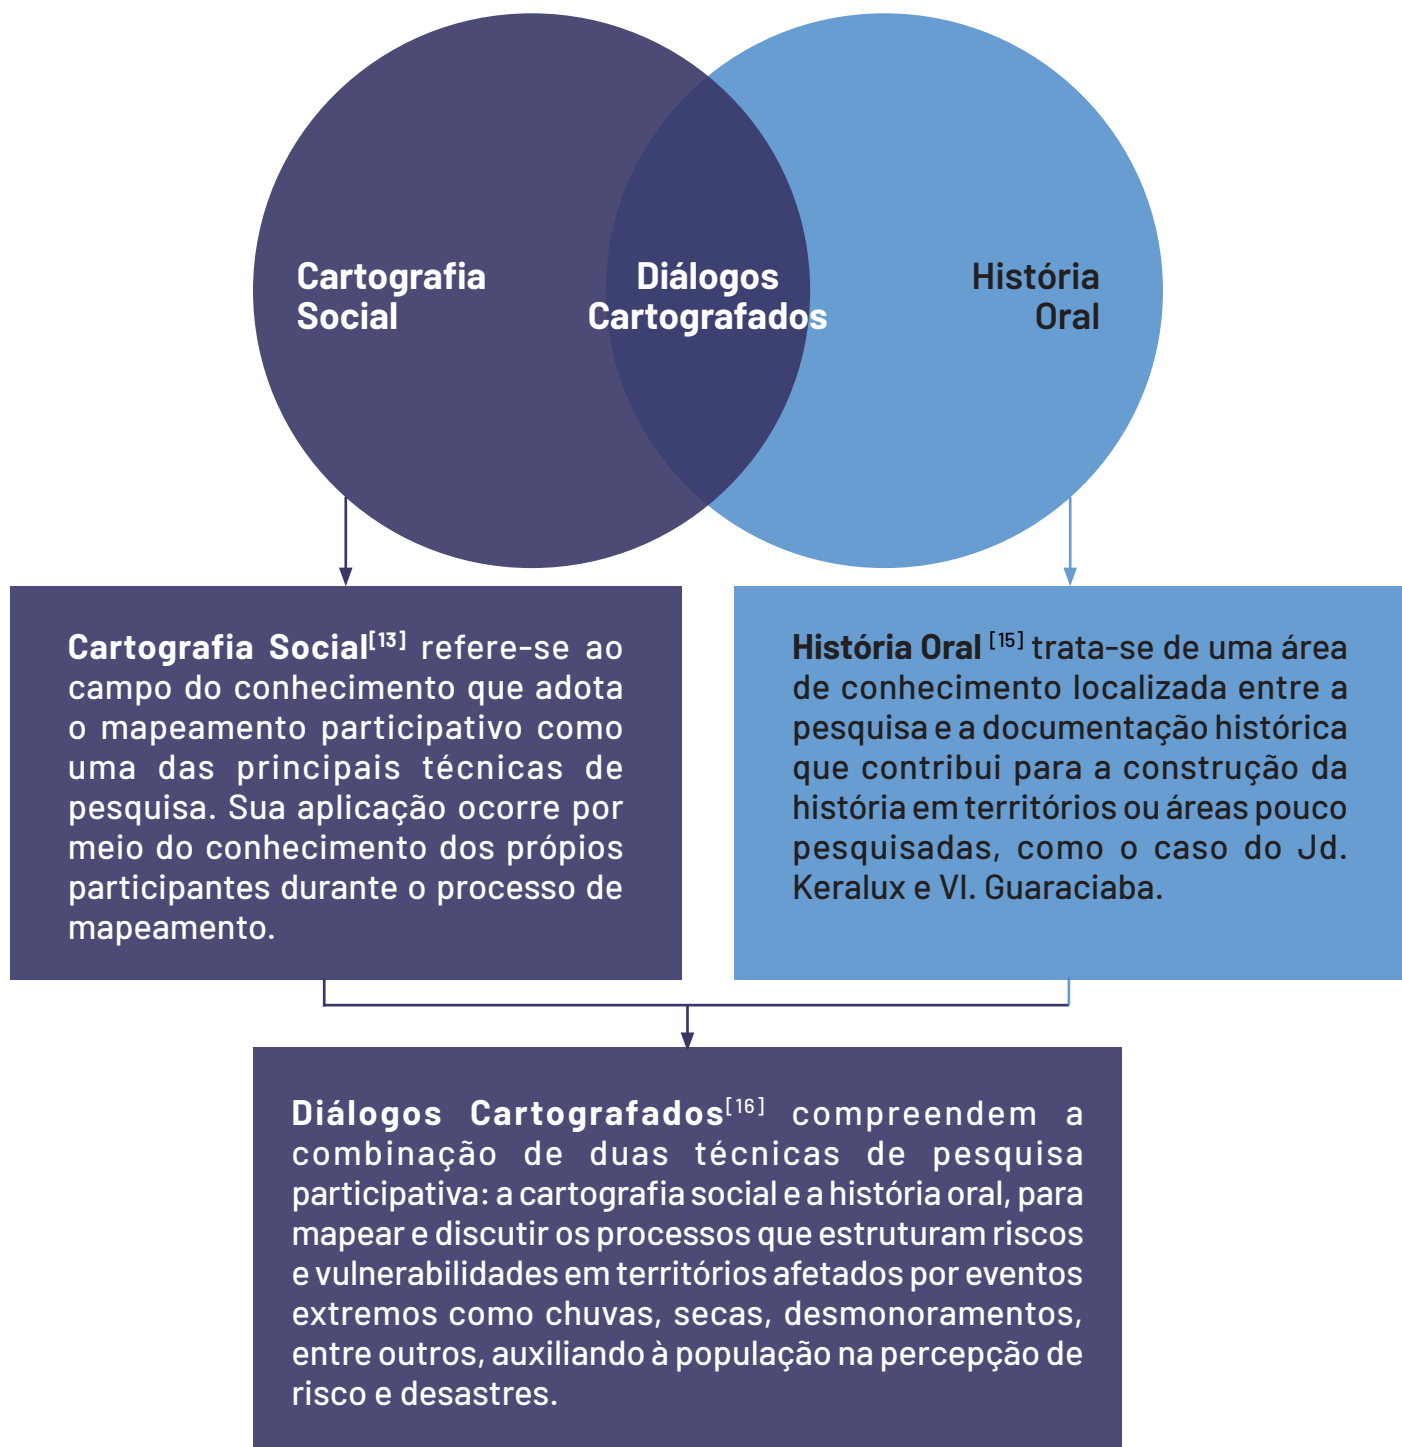 Cartografia
Social
Diálogos
Cartografados
História
Oral
Cartografia Social[13] refere-se ao
campo do conhecimento que adota
o mapeamento participativo como
uma das principais técnicas de
pesquisa. Sua aplicação ocorre por
meio do conhecimento dos própios
participantes durante o processo de
mapeamento.
História Oral [15] trata-se de uma área
de conhecimento localizada entre a
pesquisa e a documentação histórica
que contribui para a construção da
história em territórios ou áreas pouco
pesquisadas, como o caso do Jd.
Keralux e Vl. Guaraciaba.
Diálogos Cartografados[16] compreendem a
combinação de duas técnicas de pesquisa
participativa: a cartografia social e a história oral, para
mapear e discutir os processos que estruturam riscos
e vulnerabilidades em territórios afetados por eventos
extremos como chuvas, secas, desmonoramentos,
entre outros, auxiliando à população na percepção de
risco e desastres.